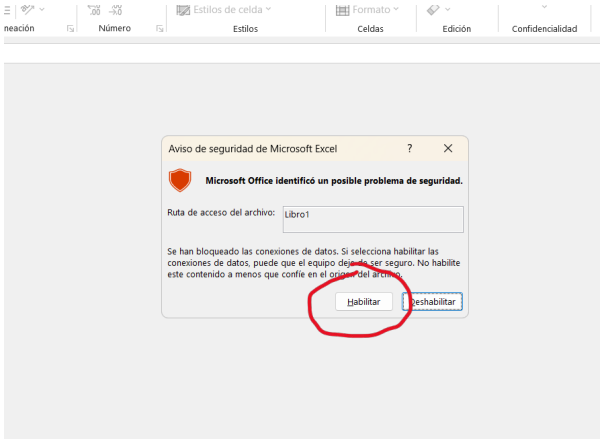 Estilos de celda
Formato
neación
Número
Estilos
Celdas
Edición
Confidencialidad
Aviso de seguridad de Microsoft Excel
Microsoft Office identificó un posible problema de seguridad.
Ruta de acceso del archivo:
Libro1
Se han bloqueado las conexiones de datos. Si selecciona habilitar las
conexiones de datos, puede que el equipo deje de ser seguro. No habilite
este contenido a menos que confíe en el origen del archivo.
Habilitar
Deshabilitar